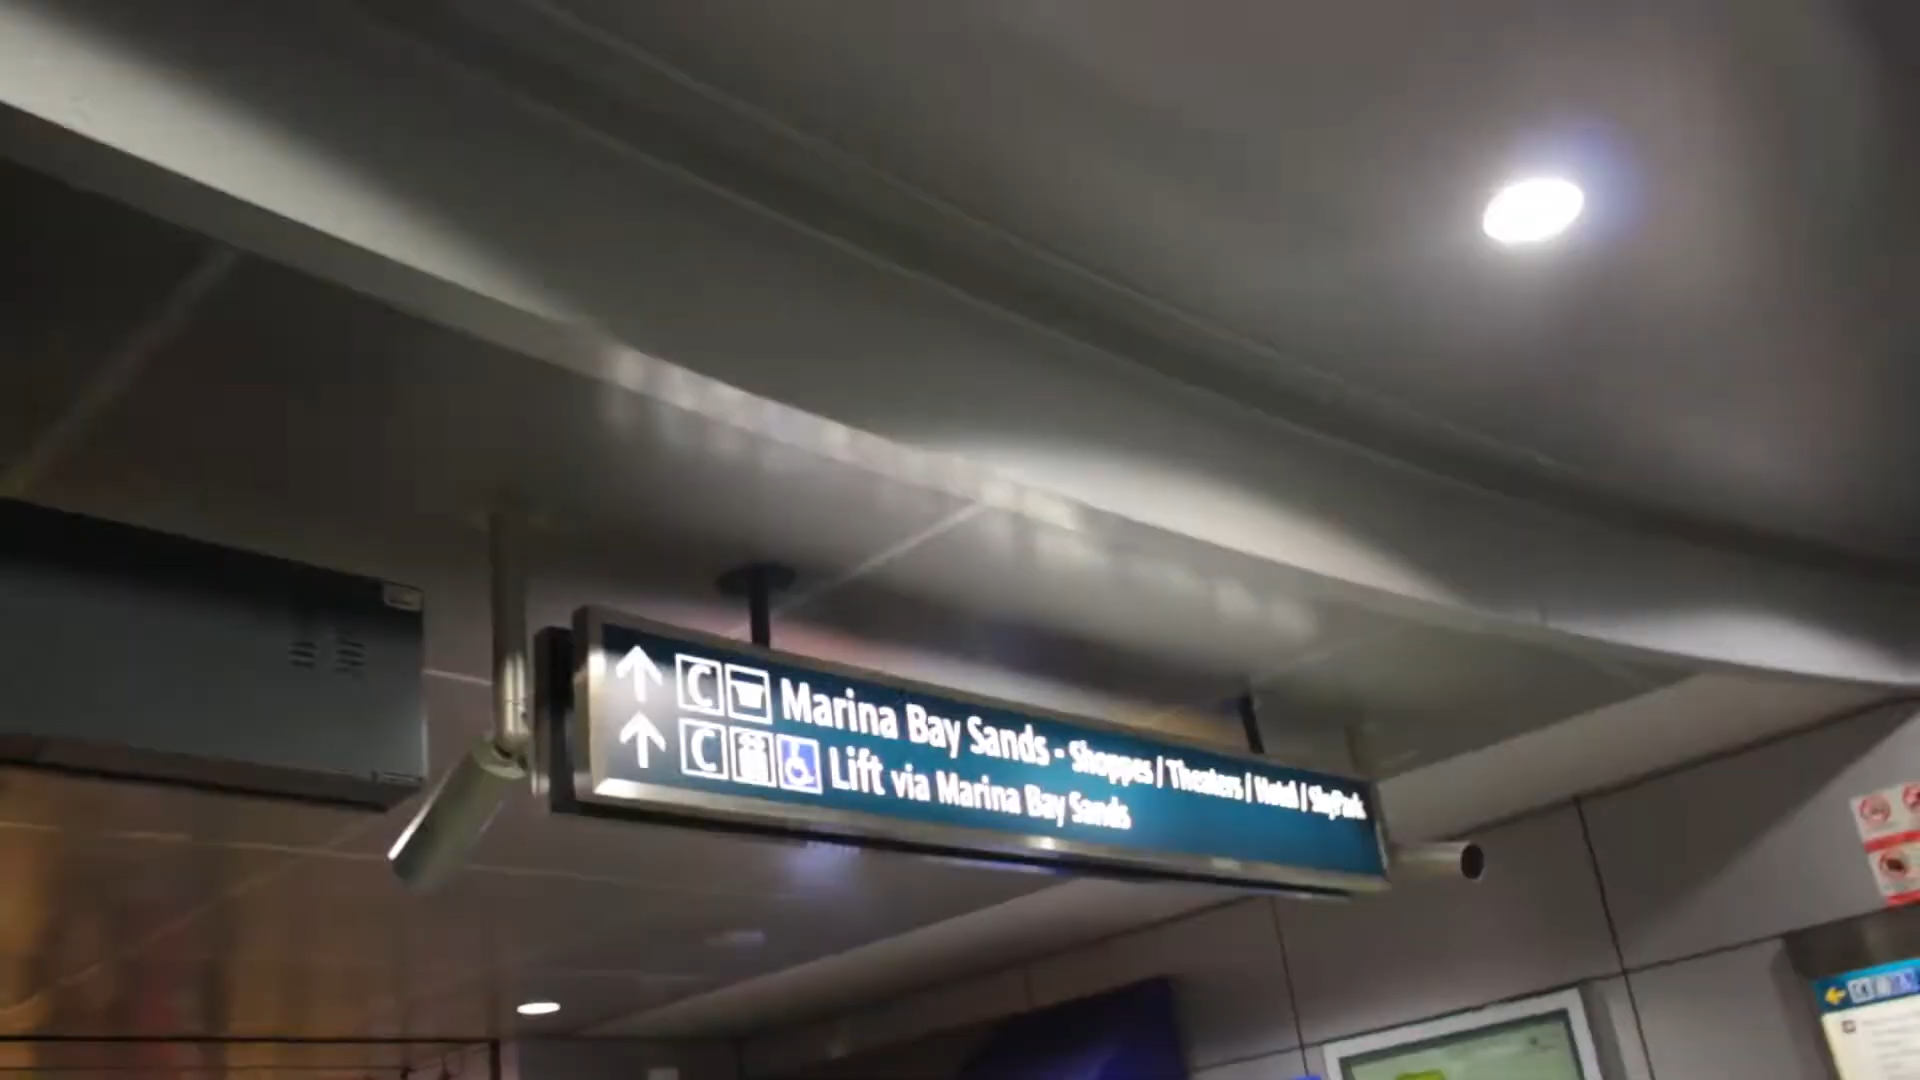 C Marina Bay Sands - Shoppes / Theaters / Hotel / SkyPark
C Lift via Marina Bay Sands